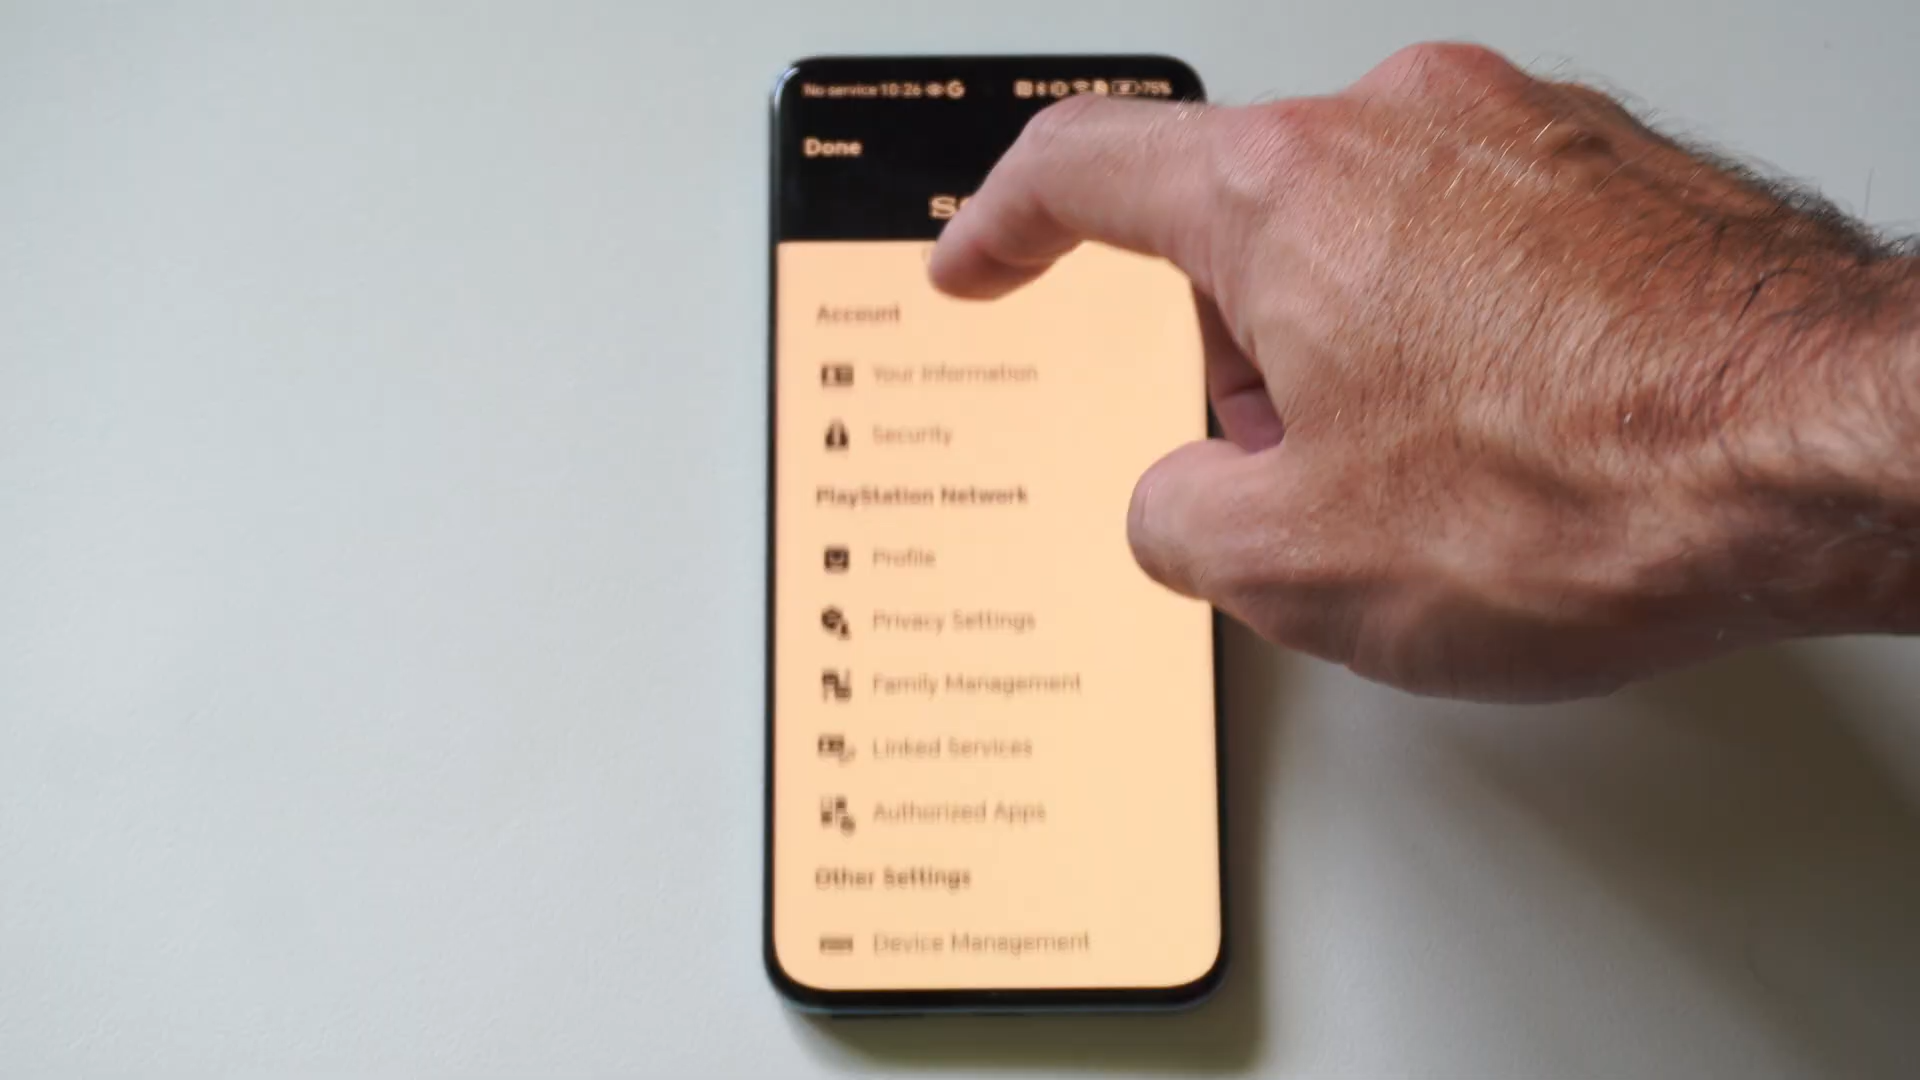 No service 10:26 75%
Done
Account
Your Information
Security
PlayStation Network
Profile
Privacy Settings
Family Management
Linked Services
Authorized Apps
Other Settings
Device Management